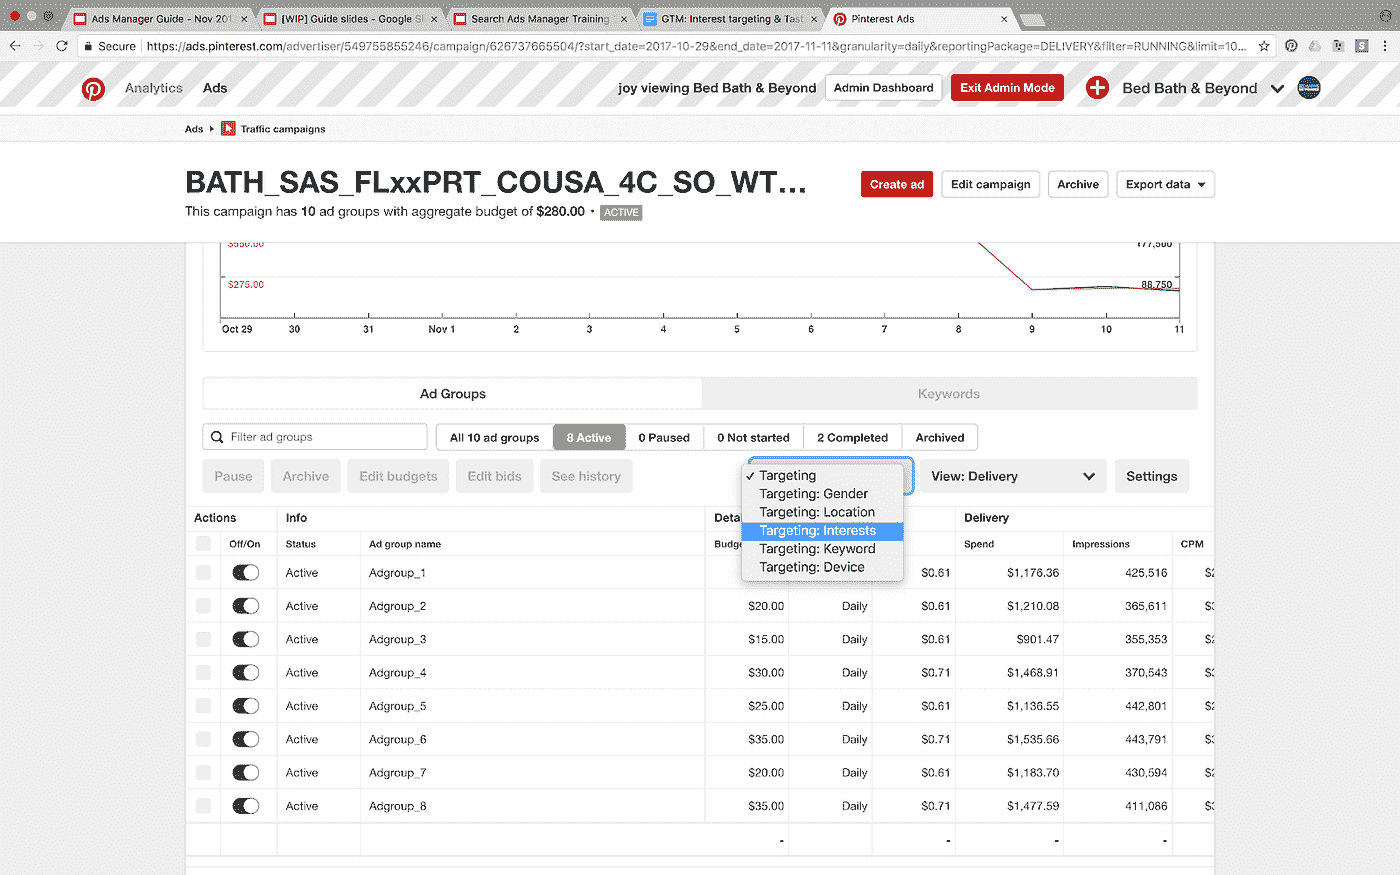 Ads Manager Guide - Nov 201
[WIP] Guide slides - Google Sl
Search Ads Manager Training
GTM: Interest targeting & Tast
Pinterest Ads
Secure https://ads.pinterest.com/advertiser/549755855246/campaign/626737665504/?start_date=2017-10-29&end_date=2017-11-11&granularity=daily&reportingPackage=DELIVERY&filter=RUNNING&limit=10...
Analytics Ads joy viewing Bed Bath & Beyond Admin Dashboard Exit Admin Mode Bed Bath & Beyond
Ads Traffic campaigns
BATH_SAS_FLxxPRT_COUSA_4C_SO_WT...
Create ad Edit campaign Archive Export data
This campaign has 10 ad groups with aggregate budget of $280.00 · ACTIVE
$550.00 177,500
$275.00 88,750
Oct 29 30 31 Nov 1 2 3 4 5 6 7 8 9 10 11
Ad Groups Keywords
Filter ad groups All 10 ad groups 8 Active 0 Paused 0 Not started 2 Completed Archived
Pause Archive Edit budgets Edit bids See history View: Delivery Settings
✓ Targeting
Targeting: Gender
Targeting: Location
Targeting: Interests
Targeting: Keyword
Targeting: Device
Actions Info Deta Delivery
Off/On Status Ad group name Budg Spend Impressions CPM
Active Adgroup_1 $0.61 $1,176.36 425,516
Active Adgroup_2 $20.00 Daily $0.61 $1,210.08 365,611
Active Adgroup_3 $15.00 Daily $0.61 $901.47 355,353
Active Adgroup_4 $30.00 Daily $0.71 $1,468.91 370,543
Active Adgroup_5 $25.00 Daily $0.71 $1,136.55 442,801
Active Adgroup_6 $35.00 Daily $0.71 $1,535.66 443,791
Active Adgroup_7 $20.00 Daily $0.61 $1,183.70 430,594
Active Adgroup_8 $35.00 Daily $0.71 $1,477.59 411,086
- - - -